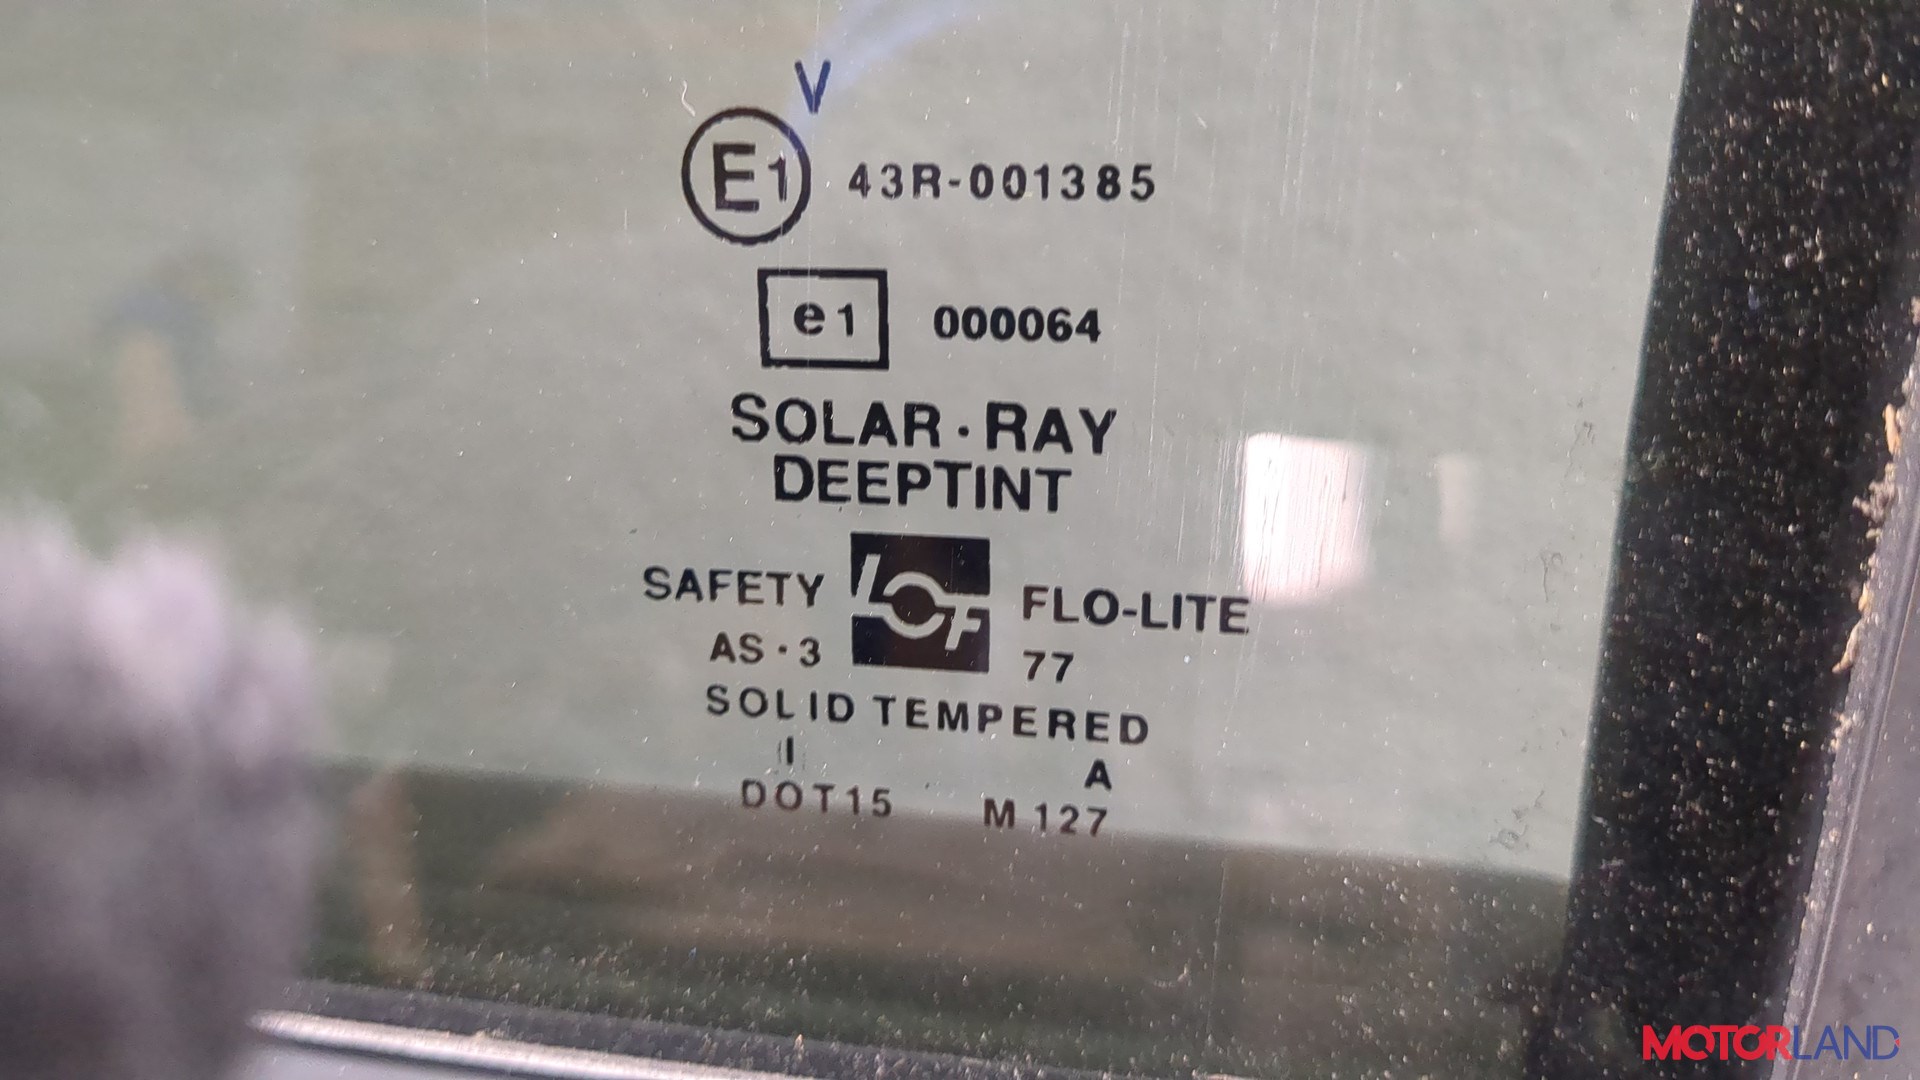 V
E1 43R-001385
e1 000064
SOLAR·RAY
DEEPTINT
SAFETY LOF FLO-LITE
AS·3 77
SOLID TEMPERED
I A
DOT15 M127
MOTORLAND